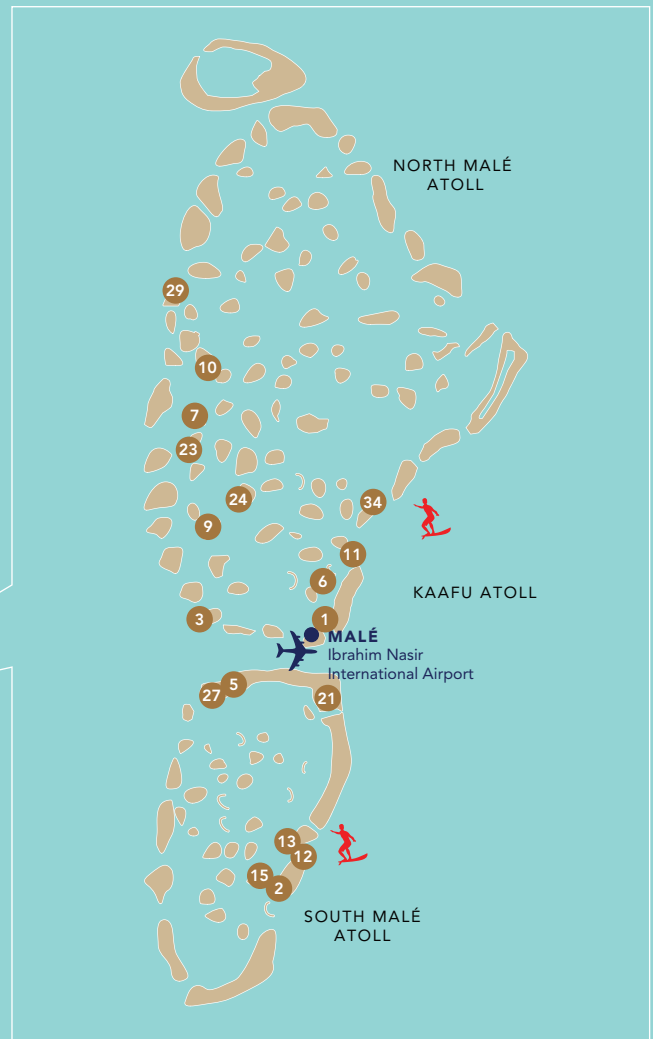 NORTH MALÉ
ATOLL
29
10
7
23
24
34
9
11
6
KAAFU ATOLL
3
1
MALÉ
Ibrahim Nasir
International Airport
5
27
21
13
12
15
2
SOUTH MALÉ
ATOLL